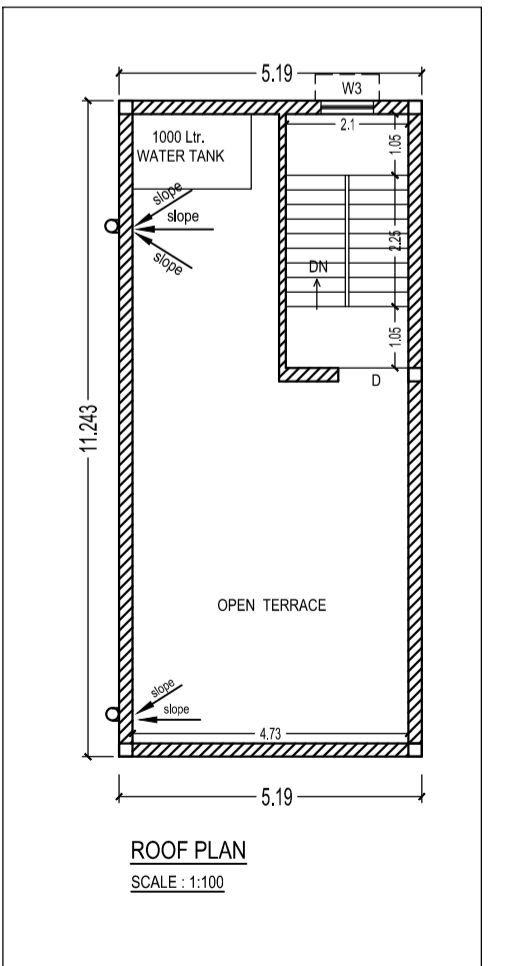 5.19
W3
2.1
1000 Ltr.
WATER TANK
1.05
slope
slope
slope
2.25
DN
1.05
D
11.243
OPEN TERRACE
slope
slope
4.73
5.19
ROOF PLAN
SCALE : 1:100